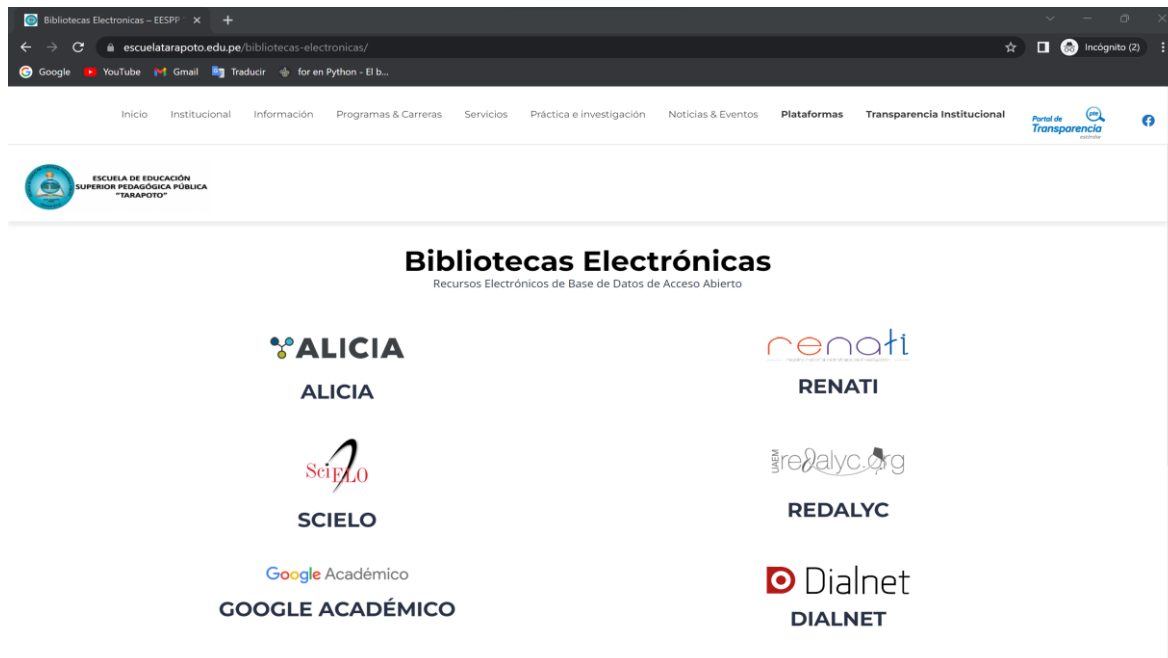 Bibliotecas Electronicas – EESPP
escuelatarapoto.edu.pe/bibliotecas-electronicas/
Incógnito (2)
Google YouTube Gmail Traducir for en Python - El b...
Inicio Institucional Información Programas & Carreras Servicios Práctica e investigación Noticias & Eventos Plataformas Transparencia Institucional
Portal de
Transparencia
estándar
ESCUELA DE EDUCACIÓN
SUPERIOR PEDAGÓGICA PÚBLICA
"TARAPOTO"
Bibliotecas Electrónicas
Recursos Electrónicos de Base de Datos de Acceso Abierto
ALICIA
renati
ALICIA
RENATI
SciELO
UAEM
redalyc.org
SCIELO
REDALYC
Google Académico
Dialnet
GOOGLE ACADÉMICO
DIALNET